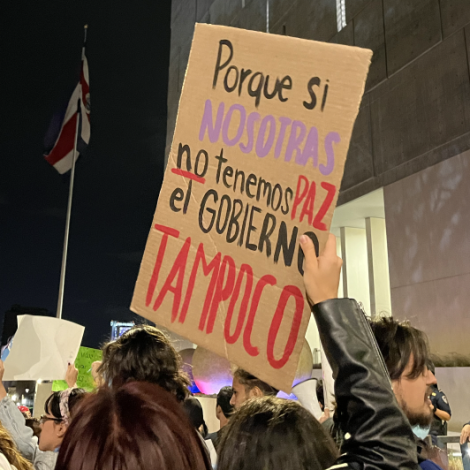 Porque si
NOSOTRAS
no tenemos PAZ
el GOBIERNO
TAMPOCO